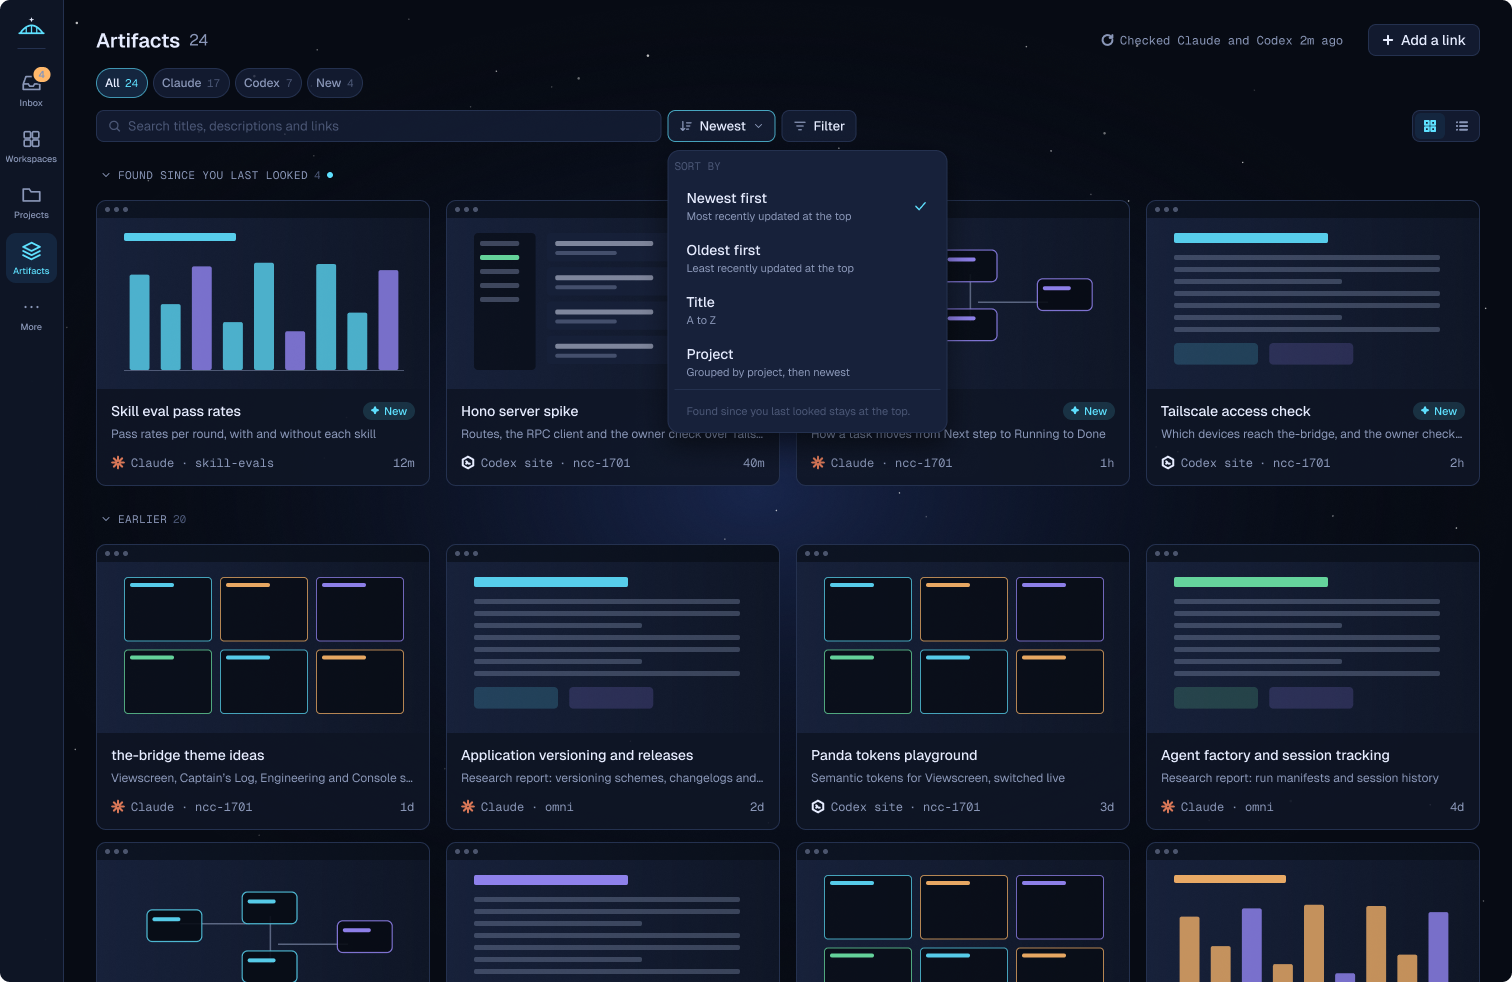 Artifacts 24
Checked Claude and Codex 2m ago
+ Add a link
All 24
Claude 17
Codex 7
New 4
4
Inbox
Workspaces
Projects
Artifacts
More
Search titles, descriptions and links
Newest
Filter
FOUND SINCE YOU LAST LOOKED 4
SORT BY
Newest first
Most recently updated at the top
Oldest first
Least recently updated at the top
Title
A to Z
Project
Grouped by project, then newest
Found since you last looked stays at the top.
Skill eval pass rates
New
Pass rates per round, with and without each skill
Claude · skill-evals
12m
Hono server spike
Routes, the RPC client and the owner check over Tails...
Codex site · ncc-1701
40m
New
How a task moves from Next step to Running to Done
Claude · ncc-1701
1h
Tailscale access check
New
Which devices reach the-bridge, and the owner check...
Codex site · ncc-1701
2h
EARLIER 20
the-bridge theme ideas
Viewscreen, Captain's Log, Engineering and Console s...
Claude · ncc-1701
1d
Application versioning and releases
Research report: versioning schemes, changelogs and...
Claude · omni
2d
Panda tokens playground
Semantic tokens for Viewscreen, switched live
Codex site · ncc-1701
3d
Agent factory and session tracking
Research report: run manifests and session history
Claude · omni
4d